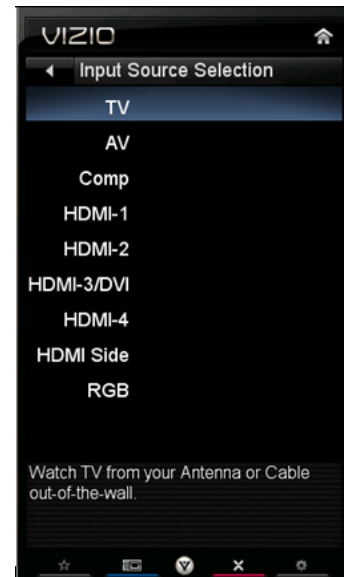 VIZIO
Input Source Selection
TV
AV
Comp
HDMI-1
HDMI-2
HDMI-3/DVI
HDMI-4
HDMI Side
RGB
Watch TV from your Antenna or Cable
out-of-the-wall.